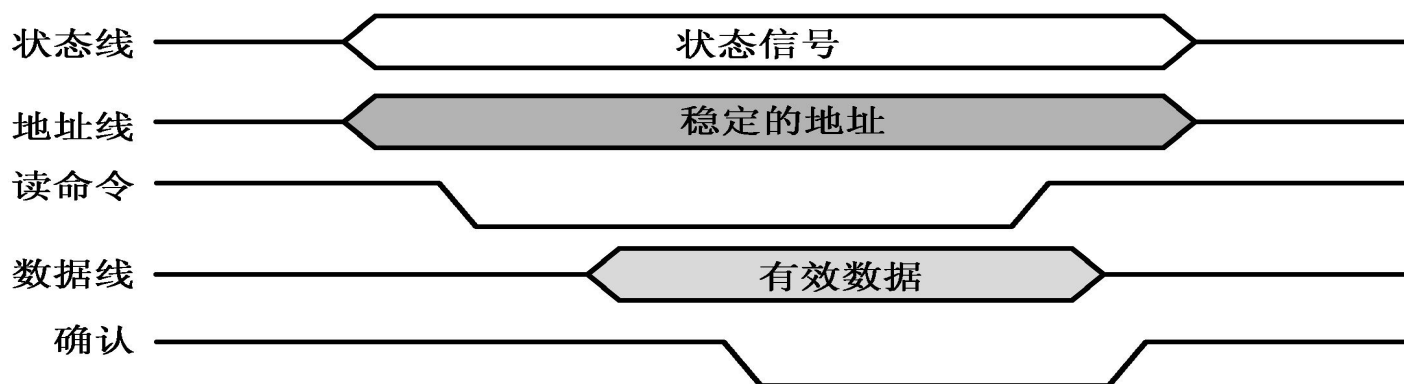 状态线 状态信号
地址线 稳定的地址
读命令
数据线 有效数据
确认